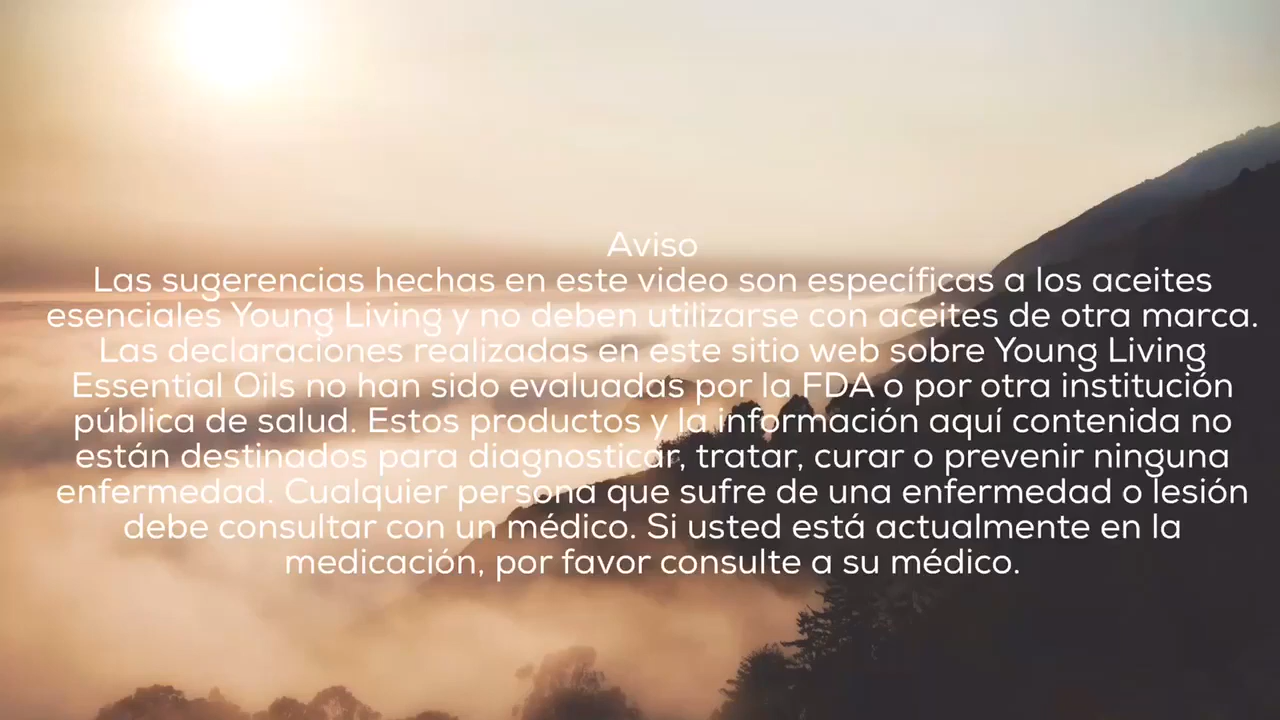 Aviso
Las sugerencias hechas en este video son específicas a los aceites
esenciales Young Living y no deben utilizarse con aceites de otra marca.
Las declaraciones realizadas en este sitio web sobre Young Living
Essential Oils no han sido evaluadas por la FDA o por otra institución
pública de salud. Estos productos y la información aquí contenida no
están destinados para diagnosticar, tratar, curar o prevenir ninguna
enfermedad. Cualquier persona que sufre de una enfermedad o lesión
debe consultar con un médico. Si usted está actualmente en la
medicación, por favor consulte a su médico.